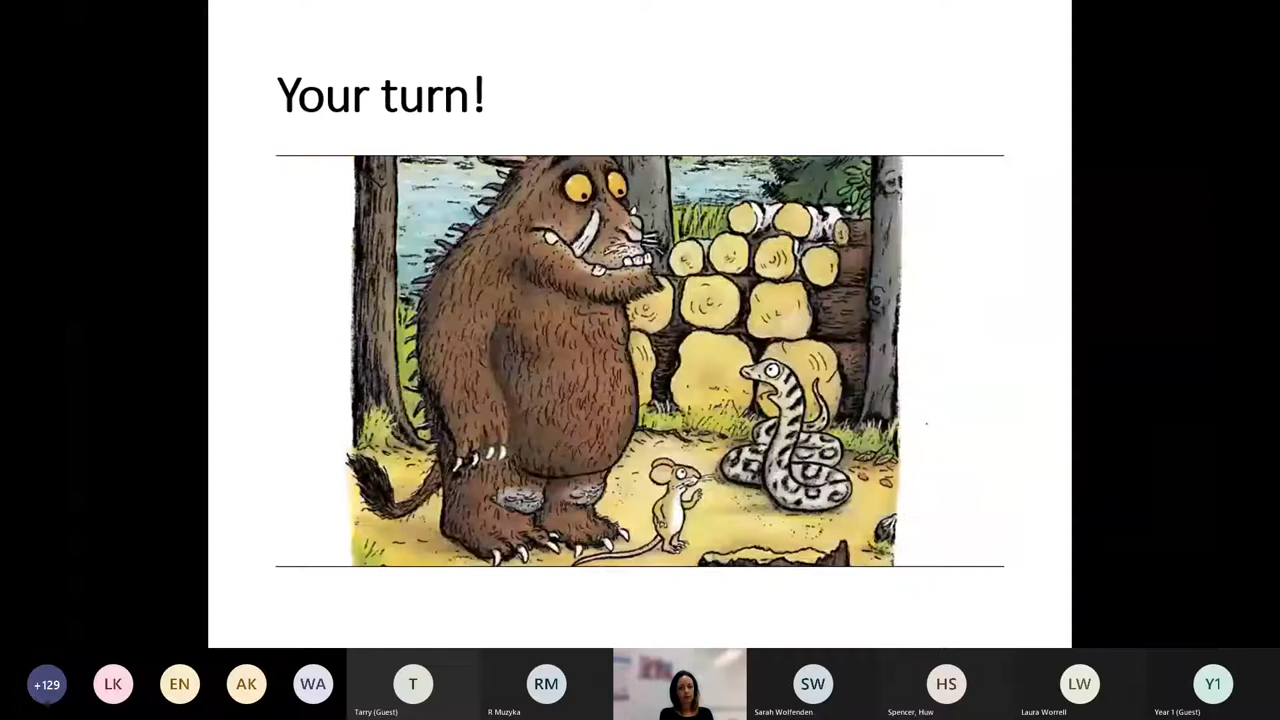 Your turn!
+129
LK
EN
AK
WA
T
RM
SW
HS
LW
Y1
Tarry (Guest)
R Muzyka
Sarah Wolfenden
Spencer, Huw
Laura Worrell
Year 1 (Guest)